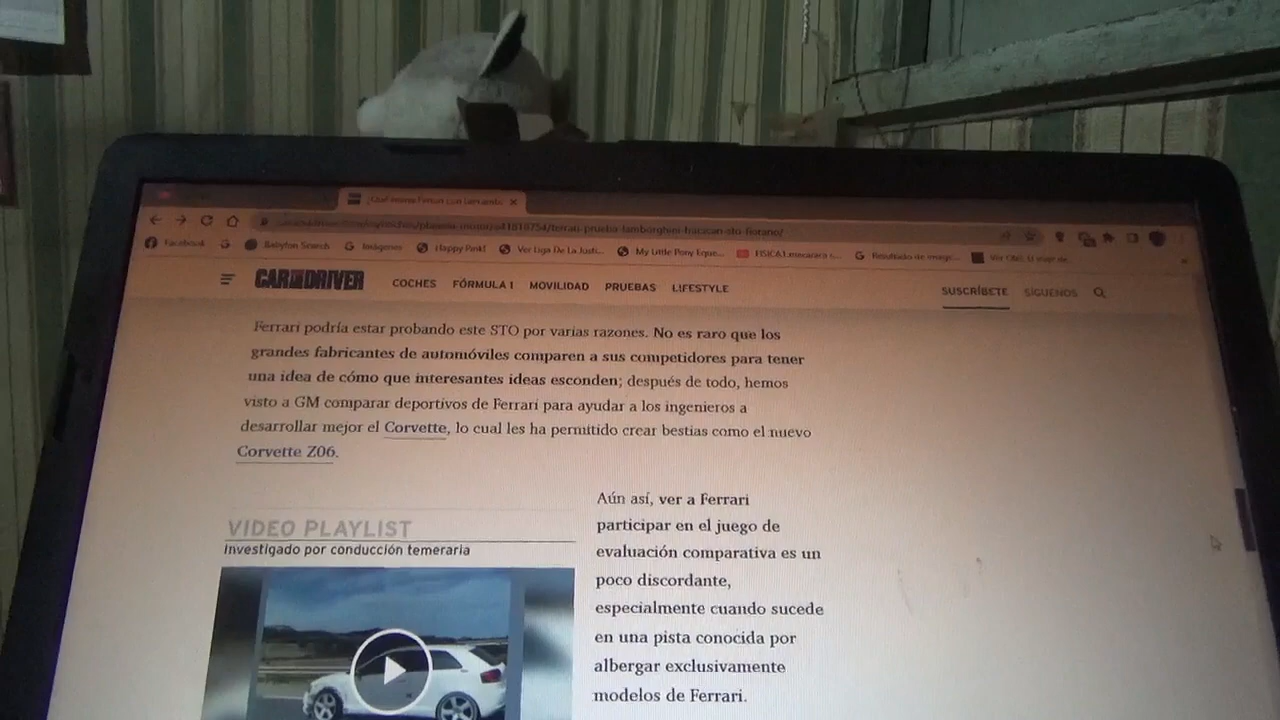 Facebook
Babylon Search
Imágenes
Happy Pink!
Ver Liga De La Justi...
My Little Pony Eque...
Resultado de image...
CAR AND DRIVER
COCHES
FÓRMULA 1
MOVILIDAD
PRUEBAS
LIFESTYLE
SUSCRÍBETE
SÍGUENOS
Ferrari podría estar probando este STO por varias razones. No es raro que los
grandes fabricantes de automóviles comparen a sus competidores para tener
una idea de cómo que interesantes ideas esconden; después de todo, hemos
visto a GM comparar deportivos de Ferrari para ayudar a los ingenieros a
desarrollar mejor el Corvette, lo cual les ha permitido crear bestias como el nuevo
Corvette Z06.
VIDEO PLAYLIST
Investigado por conducción temeraria
Aún así, ver a Ferrari
participar en el juego de
evaluación comparativa es un
poco discordante,
especialmente cuando sucede
en una pista conocida por
albergar exclusivamente
modelos de Ferrari.